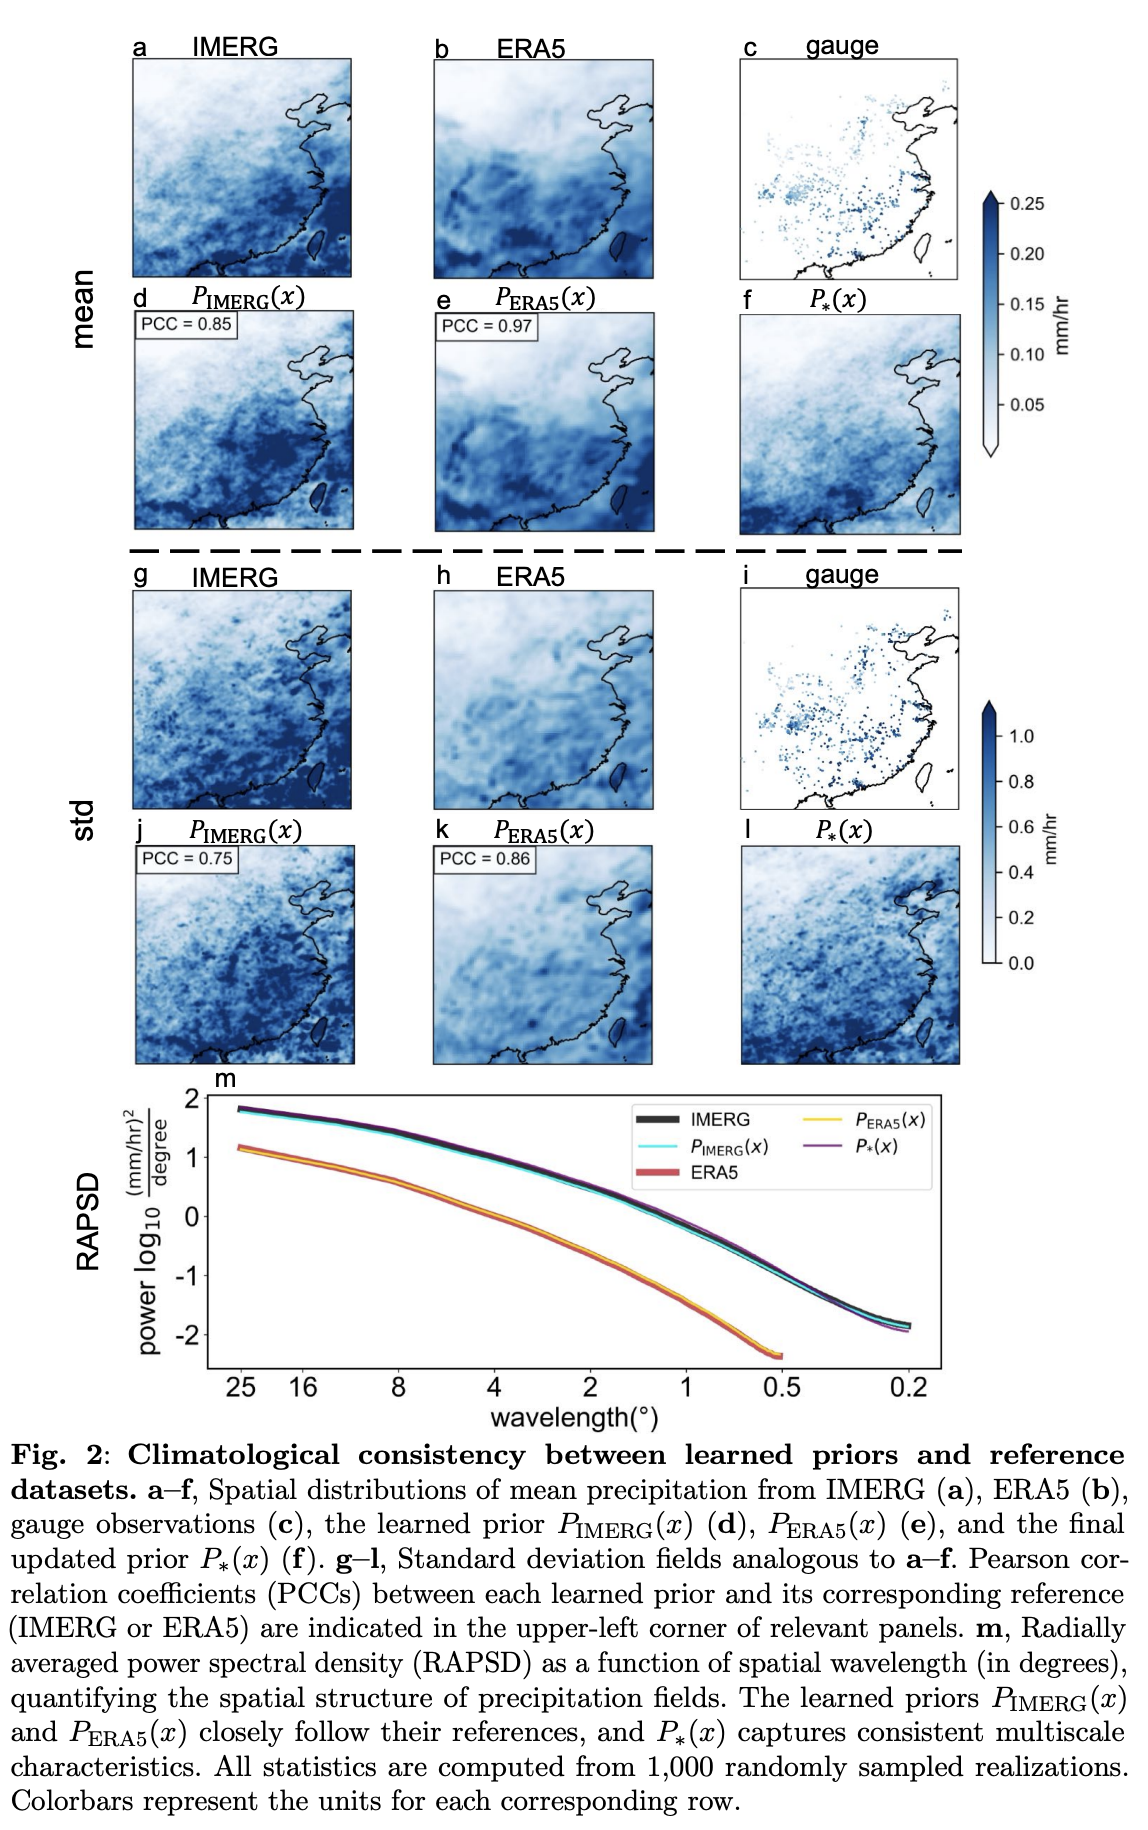 a IMERG
b ERA5
c gauge
mean
d P_IMERG(x)
PCC = 0.85
e P_ERA5(x)
PCC = 0.97
f P_*(x)
0.25
0.20
0.15
0.10
0.05
mm/hr
g IMERG
h ERA5
i gauge
std
j P_IMERG(x)
PCC = 0.75
k P_ERA5(x)
PCC = 0.86
l P_*(x)
1.0
0.8
0.6
0.4
0.2
0.0
mm/hr
m
RAPSD
power log10 (mm/hr)²/degree
2
1
0
-1
-2
IMERG
P_IMERG(x)
ERA5
P_ERA5(x)
P_*(x)
25 16 8 4 2 1 0.5 0.2
wavelength(°)
Fig. 2: Climatological consistency between learned priors and reference
datasets. a–f, Spatial distributions of mean precipitation from IMERG (a), ERA5 (b),
gauge observations (c), the learned prior P_IMERG(x) (d), P_ERA5(x) (e), and the final
updated prior P_*(x) (f). g–l, Standard deviation fields analogous to a–f. Pearson cor-
relation coefficients (PCCs) between each learned prior and its corresponding reference
(IMERG or ERA5) are indicated in the upper-left corner of relevant panels. m, Radially
averaged power spectral density (RAPSD) as a function of spatial wavelength (in degrees),
quantifying the spatial structure of precipitation fields. The learned priors P_IMERG(x)
and P_ERA5(x) closely follow their references, and P_*(x) captures consistent multiscale
characteristics. All statistics are computed from 1,000 randomly sampled realizations.
Colorbars represent the units for each corresponding row.